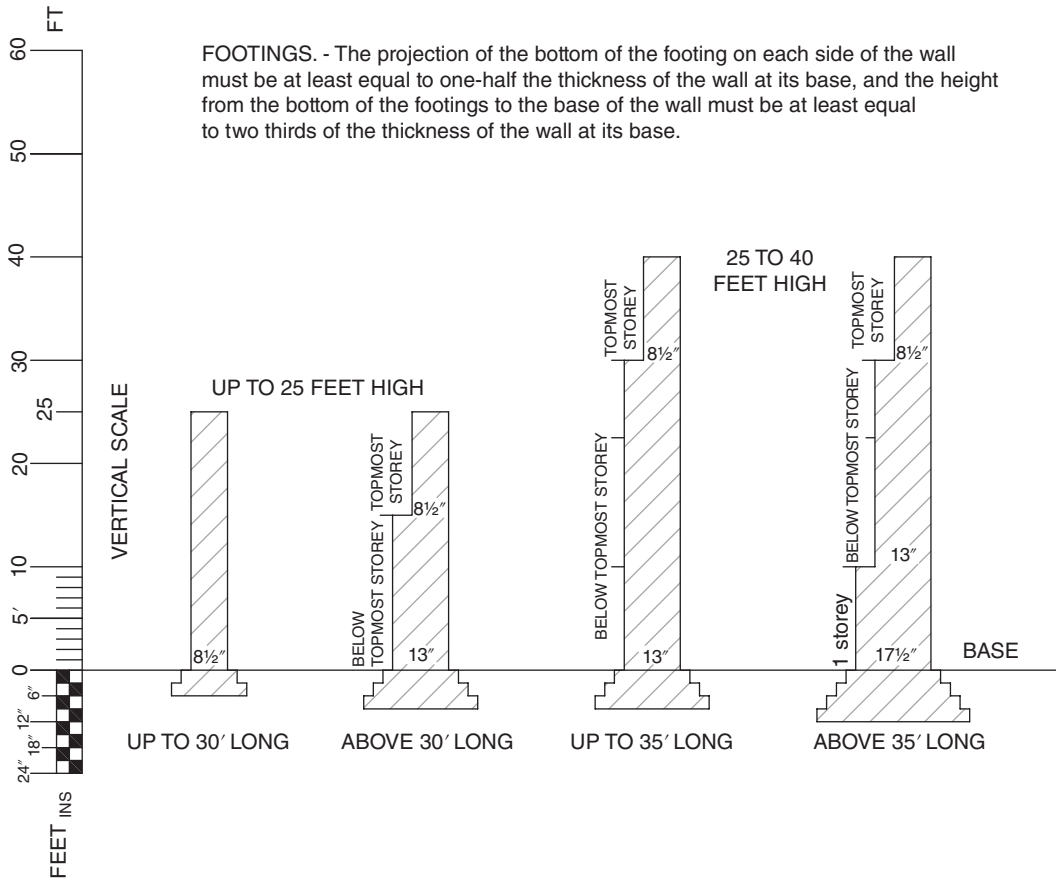 FT
60
50
40
30
25
20
10
5′
0
6″
12″
18″
24″
FEET INS
VERTICAL SCALE
FOOTINGS. - The projection of the bottom of the footing on each side of the wall
must be at least equal to one-half the thickness of the wall at its base, and the height
from the bottom of the footings to the base of the wall must be at least equal
to two thirds of the thickness of the wall at its base.
UP TO 25 FEET HIGH
8½″
UP TO 30′ LONG
TOPMOST
STOREY
8½″
BELOW
TOPMOST STOREY
13″
ABOVE 30′ LONG
25 TO 40
FEET HIGH
TOPMOST
STOREY
8½″
BELOW TOPMOST STOREY
13″
UP TO 35′ LONG
TOPMOST
STOREY
8½″
BELOW TOPMOST STOREY
13″
1 storey
17½″
ABOVE 35′ LONG
BASE